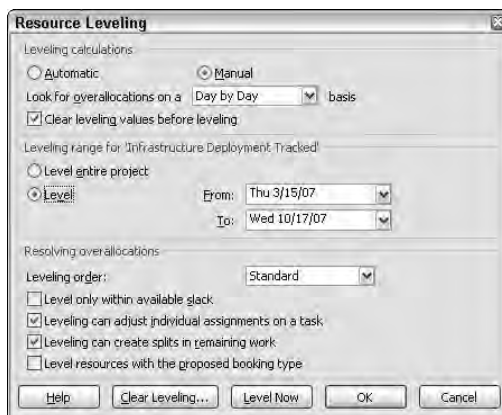 Resource Leveling
Leveling calculations
Automatic Manual
Look for overallocations on a Day by Day basis
Clear leveling values before leveling
Leveling range for 'Infrastructure Deployment Tracked'
Level entire project
Level From: Thu 3/15/07
To: Wed 10/17/07
Resolving overallocations
Leveling order: Standard
Level only within available slack
Leveling can adjust individual assignments on a task
Leveling can create splits in remaining work
Level resources with the proposed booking type
Help Clear Leveling... Level Now OK Cancel